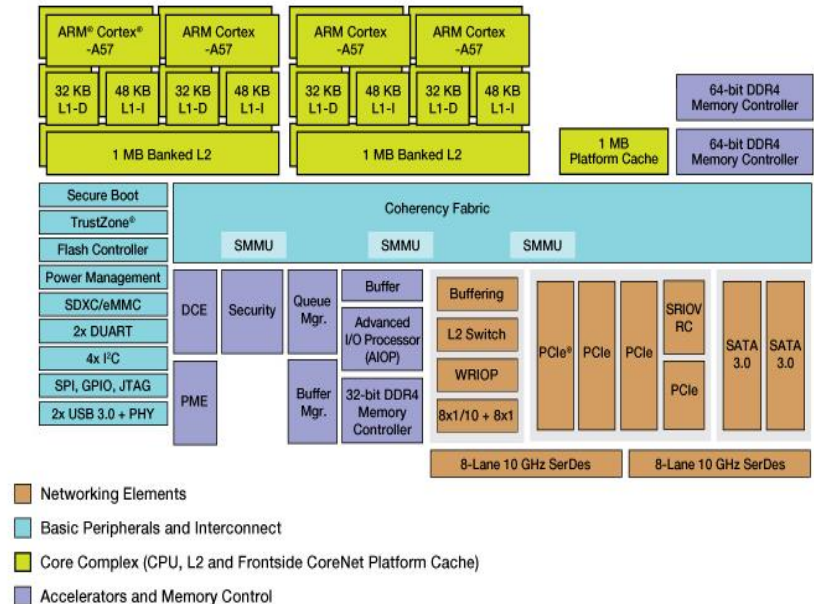 ARM® Cortex®
-A57
ARM Cortex
-A57
ARM Cortex
-A57
ARM Cortex
-A57
32 KB
L1-D
48 KB
L1-I
32 KB
L1-D
48 KB
L1-I
32 KB
L1-D
48 KB
L1-I
32 KB
L1-D
48 KB
L1-I
1 MB Banked L2
1 MB Banked L2
1 MB
Platform Cache
64-bit DDR4
Memory Controller
64-bit DDR4
Memory Controller
Secure Boot
TrustZone®
Flash Controller
Power Management
SDXC/eMMC
2x DUART
4x I²C
SPI, GPIO, JTAG
2x USB 3.0 + PHY
Coherency Fabric
SMMU
SMMU
SMMU
DCE
Security
Queue
Mgr.
PME
Buffer
Mgr.
Buffer
Advanced
I/O Processor
(AIOP)
32-bit DDR4
Memory
Controller
Buffering
L2 Switch
WRIOP
8x1/10 + 8x1
PCIe®
PCIe
PCIe
SRIOV
RC
PCIe
SATA
3.0
SATA
3.0
8-Lane 10 GHz SerDes
8-Lane 10 GHz SerDes
Networking Elements
Basic Peripherals and Interconnect
Core Complex (CPU, L2 and Frontside CoreNet Platform Cache)
Accelerators and Memory Control